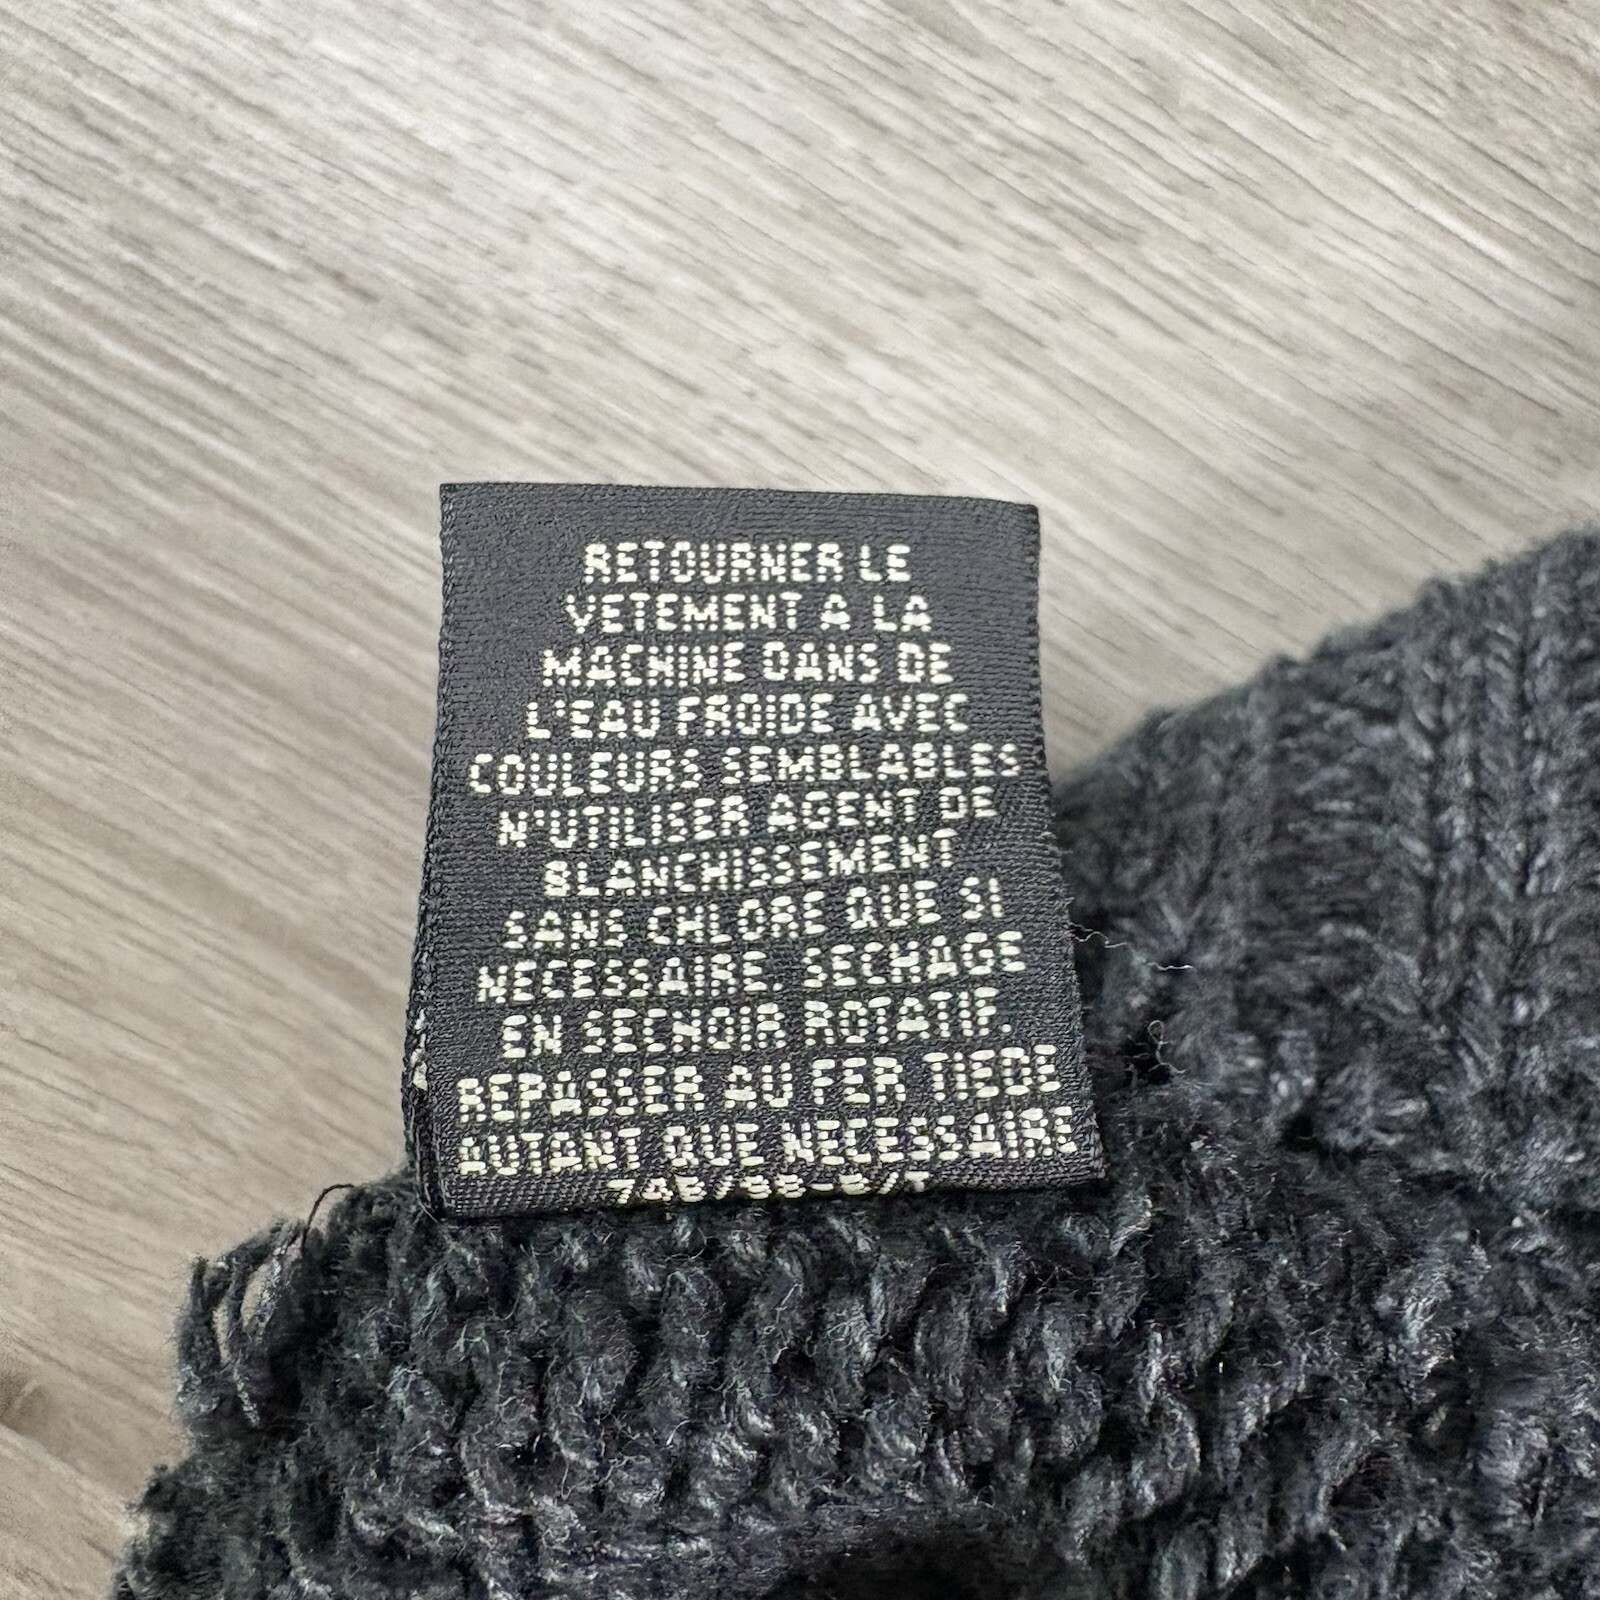 RETOURNER LE
VETEMENT A LA
MACHINE DANS DE
L'EAU FROIDE AVEC
COULEURS SEMBLABLES
N'UTILISER AGENT DE
BLANCHISSEMENT
SANS CHLORE QUE SI
NECESSAIRE. SECHAGE
EN SECHOIR ROTATIF.
REPASSER AU FER TIEDE
AUTANT QUE NECESSAIRE